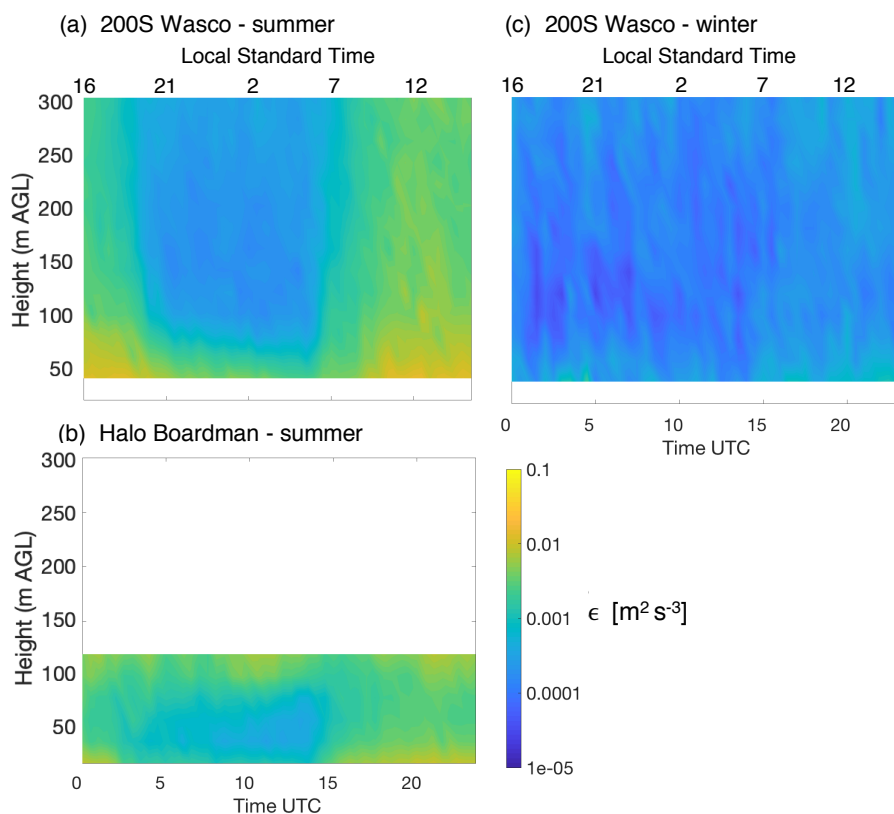 (a) 200S Wasco - summer
Local Standard Time
16 21 2 7 12
300
250
200
150
100
50
Height (m AGL)
(c) 200S Wasco - winter
Local Standard Time
16 21 2 7 12
0 5 10 15 20
Time UTC
(b) Halo Boardman - summer
300
250
200
150
100
50
Height (m AGL)
0 5 10 15 20
Time UTC
0.1
0.01
0.001
0.0001
1e-05
ϵ [m² s⁻³]